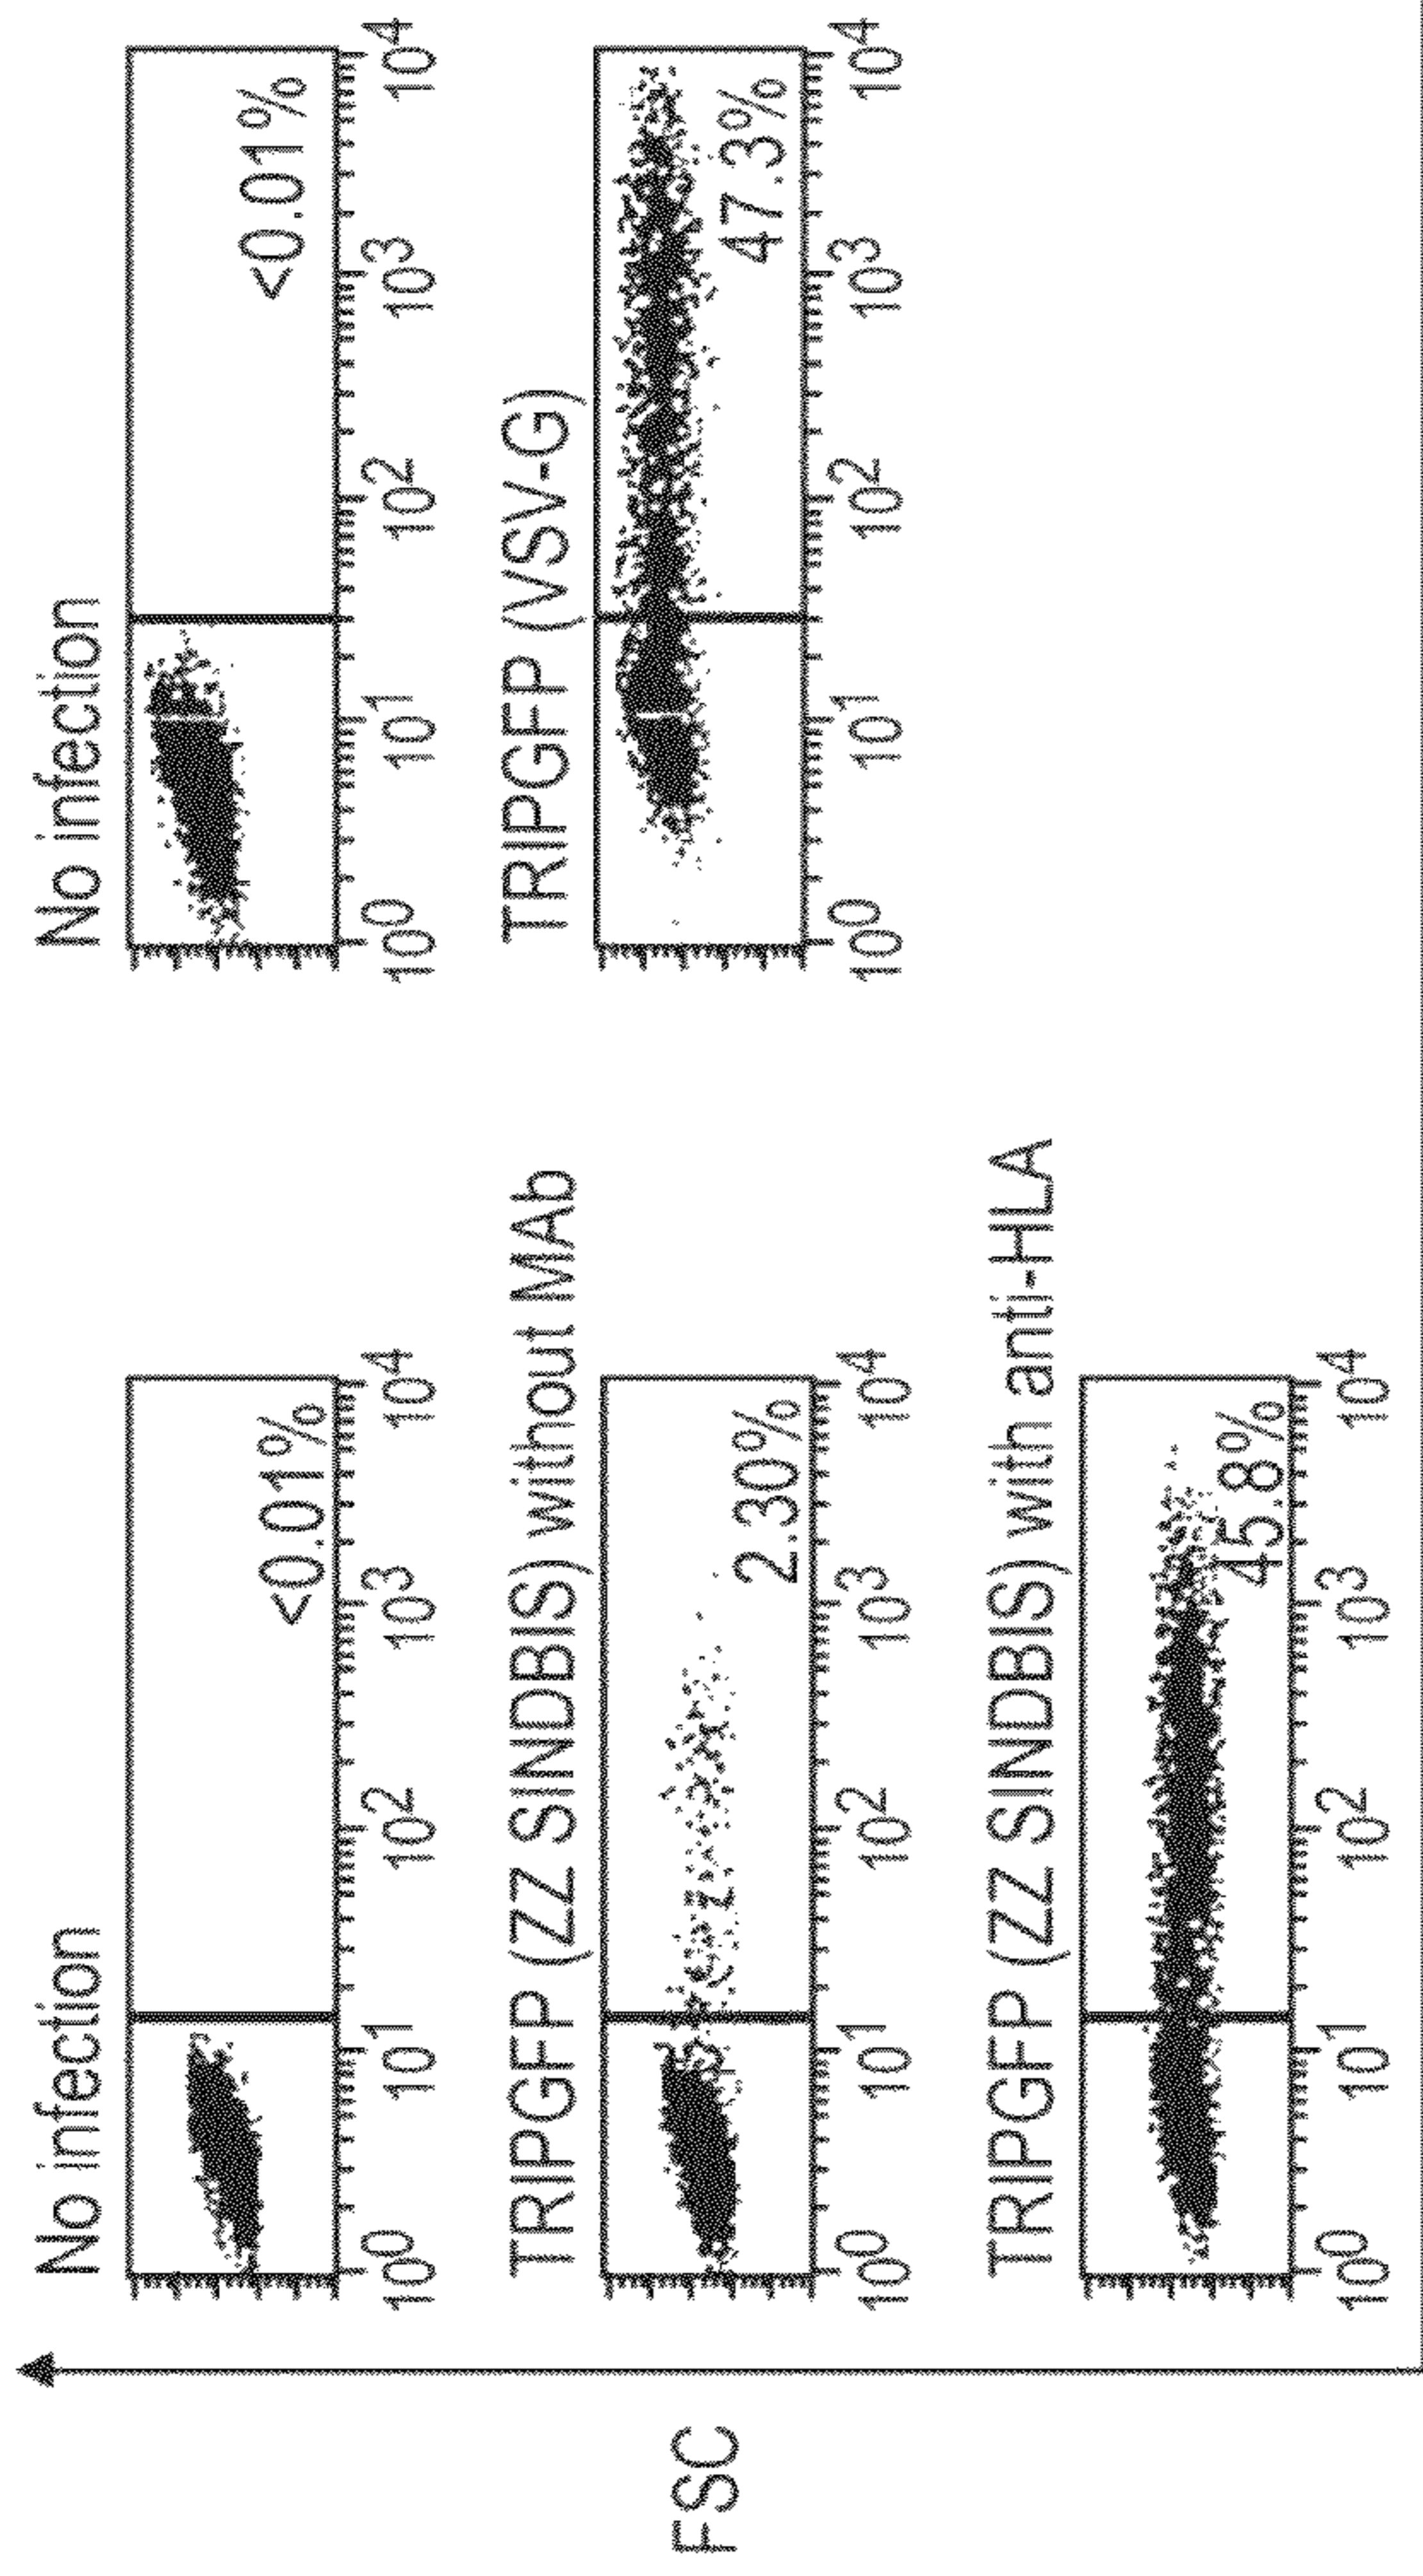 FSC
No infection
<0.01%
10^0 10^1 10^2 10^3 10^4
TRIPGFP (ZZ SINDBIS) without MAb
2.30%
10^0 10^1 10^2 10^3 10^4
TRIPGFP (ZZ SINDBIS) with anti-HLA
45.8%
10^0 10^1 10^2 10^3 10^4
No infection
<0.01%
10^0 10^1 10^2 10^3 10^4
TRIPGFP (VSV-G)
47.3%
10^0 10^1 10^2 10^3 10^4